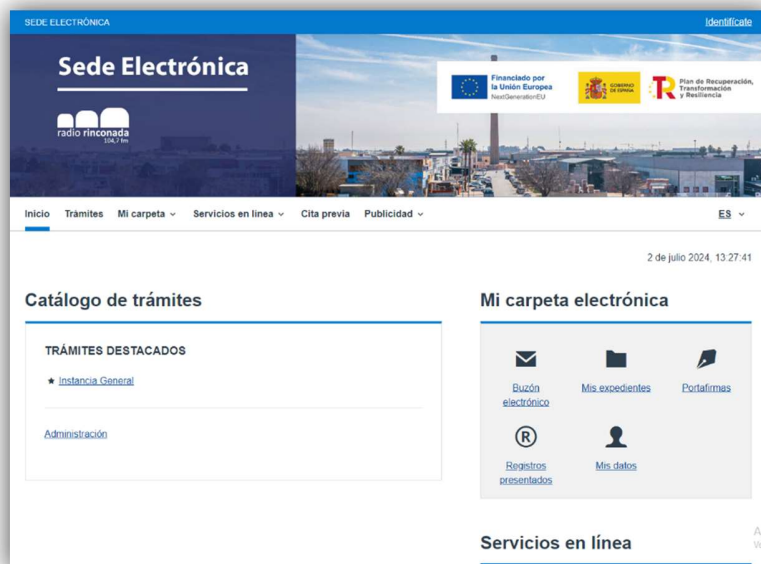 SEDE ELECTRÓNICA
Identifícate
Sede Electrónica
radio rinconada
104,7 fm
Financiado por
la Unión Europea
NextGenerationEU
GOBIERNO
DE ESPAÑA
Plan de Recuperación,
Transformación
y Resiliencia
Inicio Trámites Mi carpeta Servicios en línea Cita previa Publicidad ES
2 de julio 2024, 13:27:41
Catálogo de trámites
TRÁMITES DESTACADOS
Instancia General
Administración
Mi carpeta electrónica
Buzón
electrónico
Mis expedientes
Portafirmas
®
Registros
presentados
Mis datos
Servicios en línea